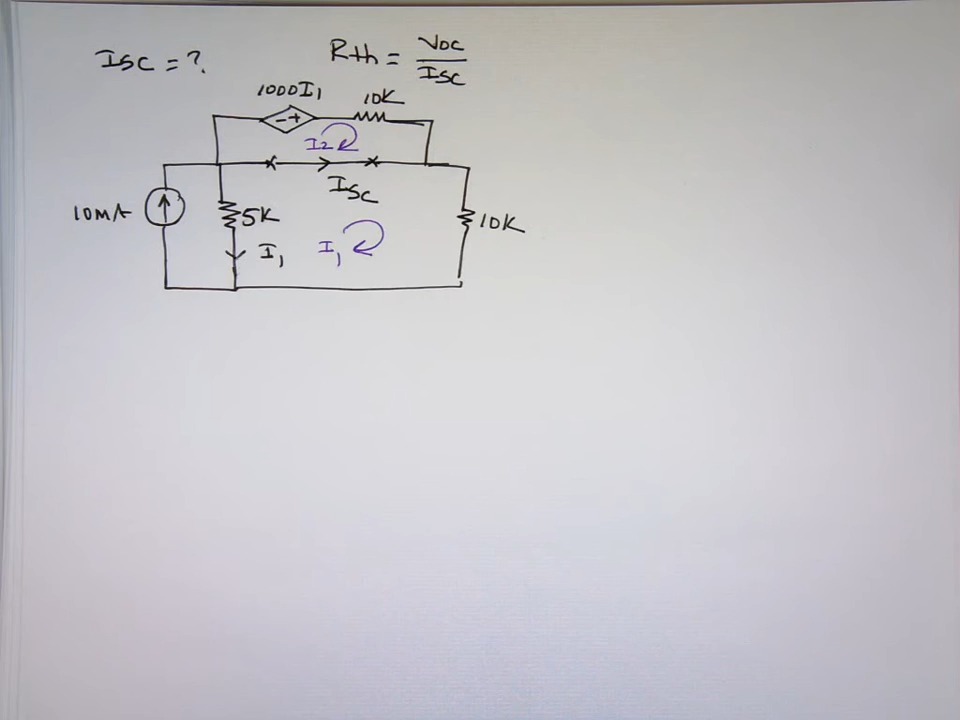 Isc = ?
Rth = Voc / Isc
1000I1
10K
- +
I2
Isc
10mA
5K
10K
I1
I1